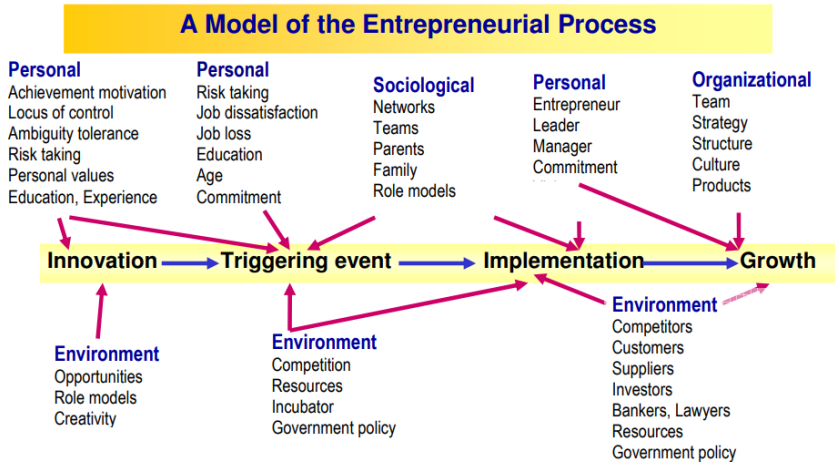 A Model of the Entrepreneurial Process
Personal
Achievement motivation
Locus of control
Ambiguity tolerance
Risk taking
Personal values
Education, Experience
Personal
Risk taking
Job dissatisfaction
Job loss
Education
Age
Commitment
Sociological
Networks
Teams
Parents
Family
Role models
Personal
Entrepreneur
Leader
Manager
Commitment
Organizational
Team
Strategy
Structure
Culture
Products
Innovation
Triggering event
Implementation
Growth
Environment
Opportunities
Role models
Creativity
Environment
Competition
Resources
Incubator
Government policy
Environment
Competitors
Customers
Suppliers
Investors
Bankers, Lawyers
Resources
Government policy